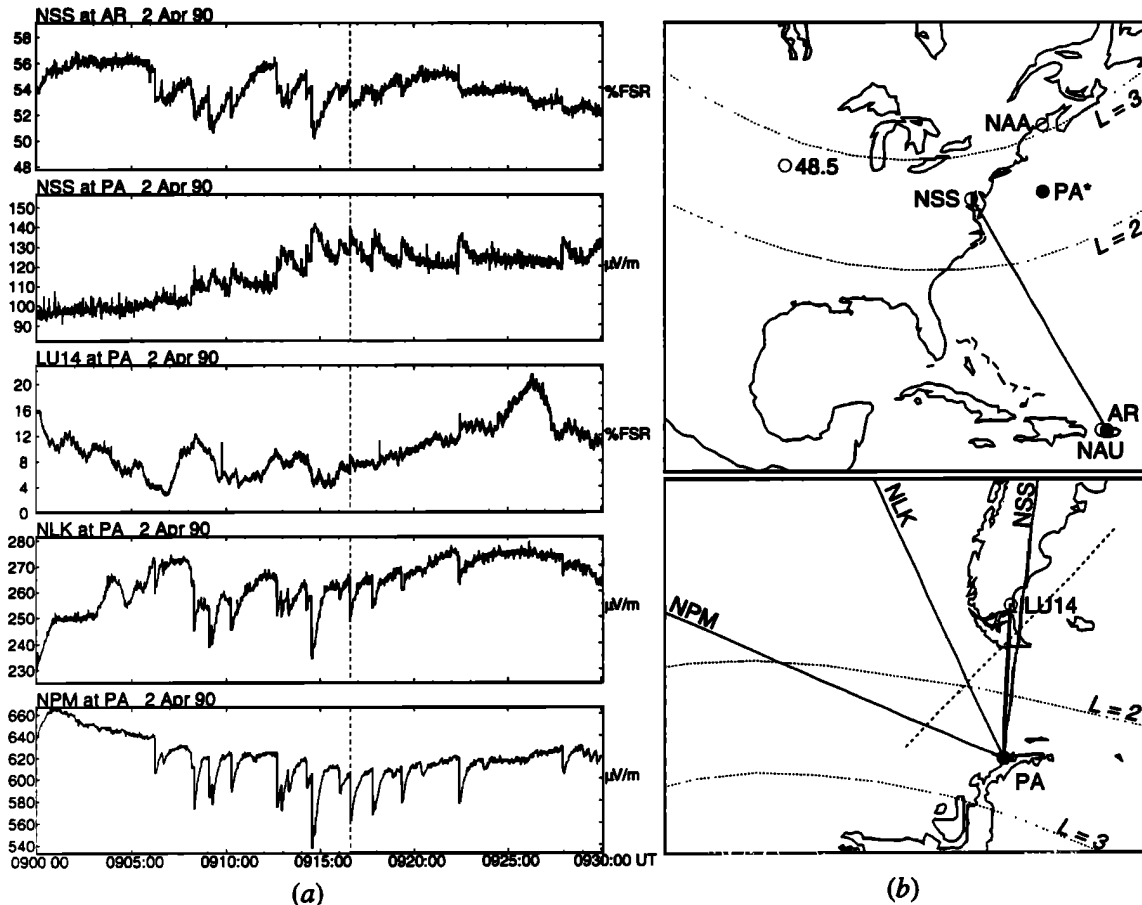 NSS at AR 2 Apr 90
58
56
54
52
50
48
%FSR
NSS at PA 2 Apr 90
150
140
130
120
110
100
90
μV/m
LU14 at PA 2 Apr 90
20
16
12
8
4
0
%FSR
NLK at PA 2 Apr 90
280
270
260
250
240
230
μV/m
NPM at PA 2 Apr 90
660
640
620
600
580
560
540
μV/m
0900 00 0905:00 0910:00 0915:00 0920:00 0925:00 0930:00 UT
(a)
NAA
L = 3
48.5
NSS
PA*
L = 2
AR
NAU
NLK
NSS
NPM
LU14
L = 2
PA
L = 3
(b)